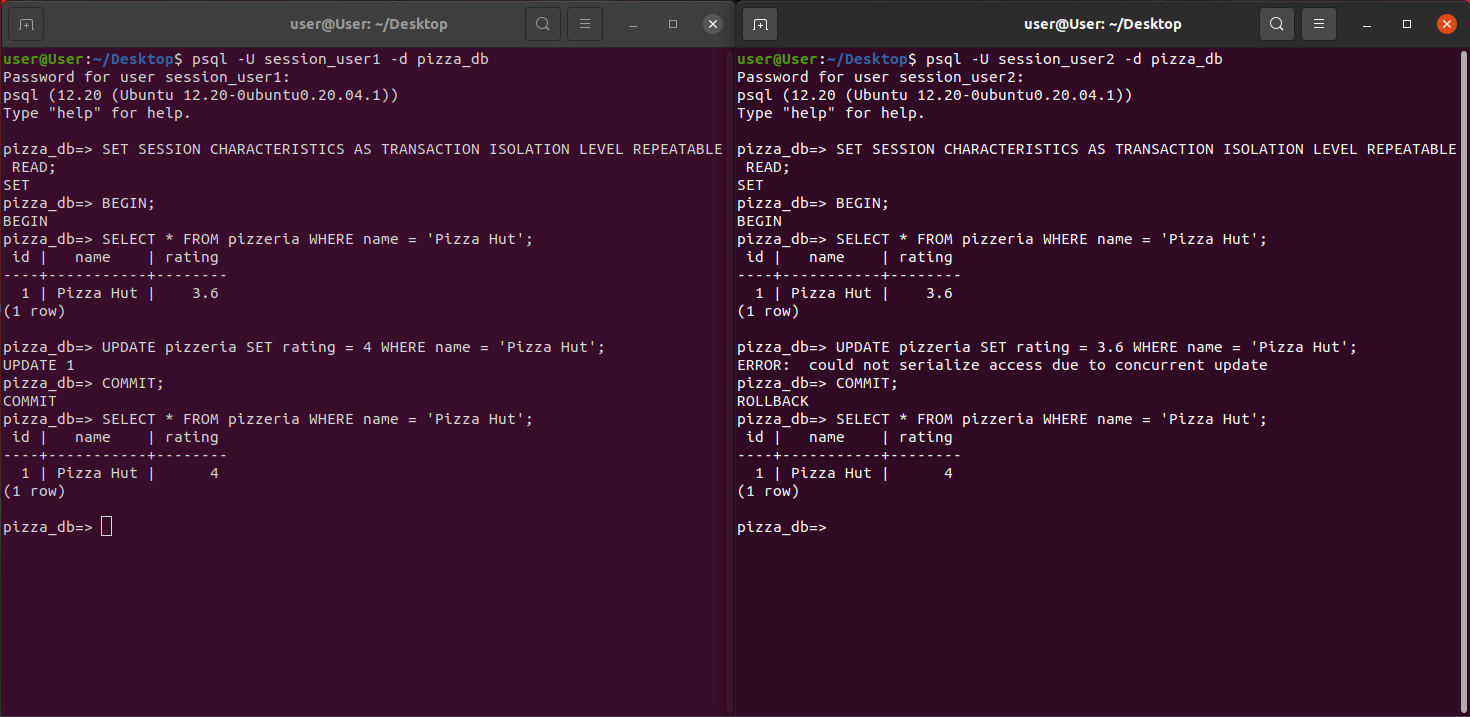 user@User: ~/Desktop
user@User:~/Desktop$ psql -U session_user1 -d pizza_db
Password for user session_user1:
psql (12.20 (Ubuntu 12.20-0ubuntu0.20.04.1))
Type "help" for help.
pizza_db=> SET SESSION CHARACTERISTICS AS TRANSACTION ISOLATION LEVEL REPEATABLE
 READ;
SET
pizza_db=> BEGIN;
BEGIN
pizza_db=> SELECT * FROM pizzeria WHERE name = 'Pizza Hut';
 id |   name    | rating
----+-----------+--------
  1 | Pizza Hut |    3.6
(1 row)
pizza_db=> UPDATE pizzeria SET rating = 4 WHERE name = 'Pizza Hut';
UPDATE 1
pizza_db=> COMMIT;
COMMIT
pizza_db=> SELECT * FROM pizzeria WHERE name = 'Pizza Hut';
 id |   name    | rating
----+-----------+--------
  1 | Pizza Hut |      4
(1 row)
pizza_db=>
user@User: ~/Desktop
user@User:~/Desktop$ psql -U session_user2 -d pizza_db
Password for user session_user2:
psql (12.20 (Ubuntu 12.20-0ubuntu0.20.04.1))
Type "help" for help.
pizza_db=> SET SESSION CHARACTERISTICS AS TRANSACTION ISOLATION LEVEL REPEATABLE
 READ;
SET
pizza_db=> BEGIN;
BEGIN
pizza_db=> SELECT * FROM pizzeria WHERE name = 'Pizza Hut';
 id |   name    | rating
----+-----------+--------
  1 | Pizza Hut |    3.6
(1 row)
pizza_db=> UPDATE pizzeria SET rating = 3.6 WHERE name = 'Pizza Hut';
ERROR:  could not serialize access due to concurrent update
pizza_db=> COMMIT;
ROLLBACK
pizza_db=> SELECT * FROM pizzeria WHERE name = 'Pizza Hut';
 id |   name    | rating
----+-----------+--------
  1 | Pizza Hut |      4
(1 row)
pizza_db=>